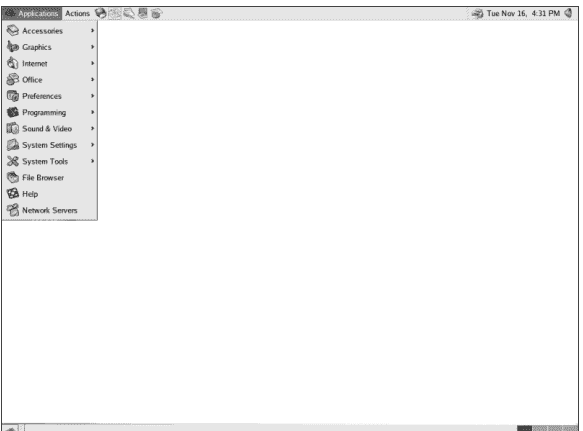 Applications Actions Tue Nov 16, 4:31 PM
Accessories
Graphics
Internet
Office
Preferences
Programming
Sound & Video
System Settings
System Tools
File Browser
Help
Network Servers